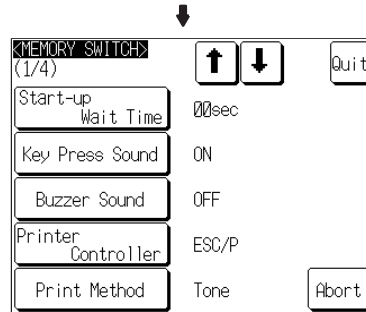 <MEMORY SWITCH>
(1/4)
Quit
Start-up
Wait Time
00sec
Key Press Sound
ON
Buzzer Sound
OFF
Printer
Controller
ESC/P
Print Method
Tone
Abort